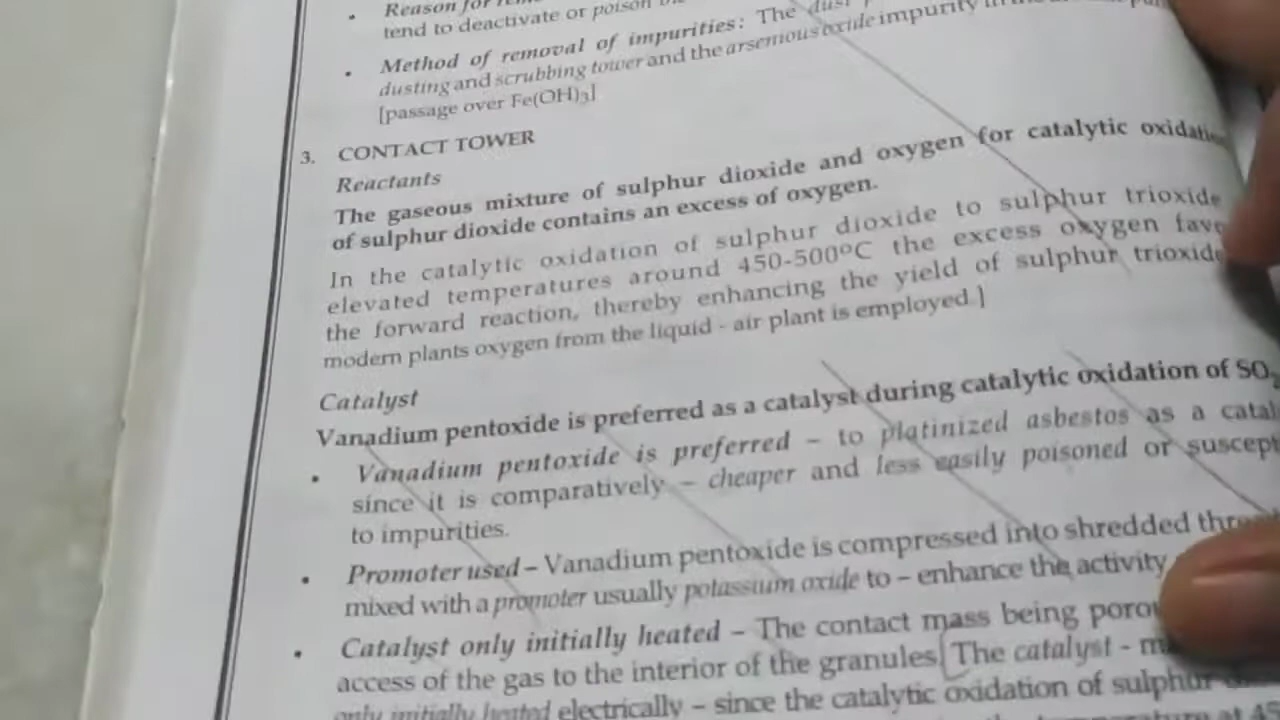 Reason for
tend to deactivate or poison
Method of removal of impurities: The dust
dusting and scrubbing tower and the arsenious oxide impurity in
[passage over Fe(OH)3]
3. CONTACT TOWER
Reactants
The gaseous mixture of sulphur dioxide and oxygen for catalytic
of sulphur dioxide contains an excess of oxygen.
In the catalytic oxidation of sulphur dioxide to sulphur trioxide
elevated temperatures around 450-500°C the excess oxygen
the forward reaction, thereby enhancing the yield of sulphur trioxide
modern plants oxygen from the liquid - air plant is employed.]
Catalyst
Vanadium pentoxide is preferred as a catalyst during catalytic oxidation of SO2
• Vanadium pentoxide is preferred – to platinized asbestos as a
since it is comparatively – cheaper and less easily poisoned or
to impurities.
• Promoter used – Vanadium pentoxide is compressed into shredded
mixed with a promoter usually potassium oxide to – enhance the activity
• Catalyst only initially heated – The contact mass being
access of the gas to the interior of the granules. [The catalyst -
only initially heated electrically – since the catalytic oxidation of sulphur
temperature at